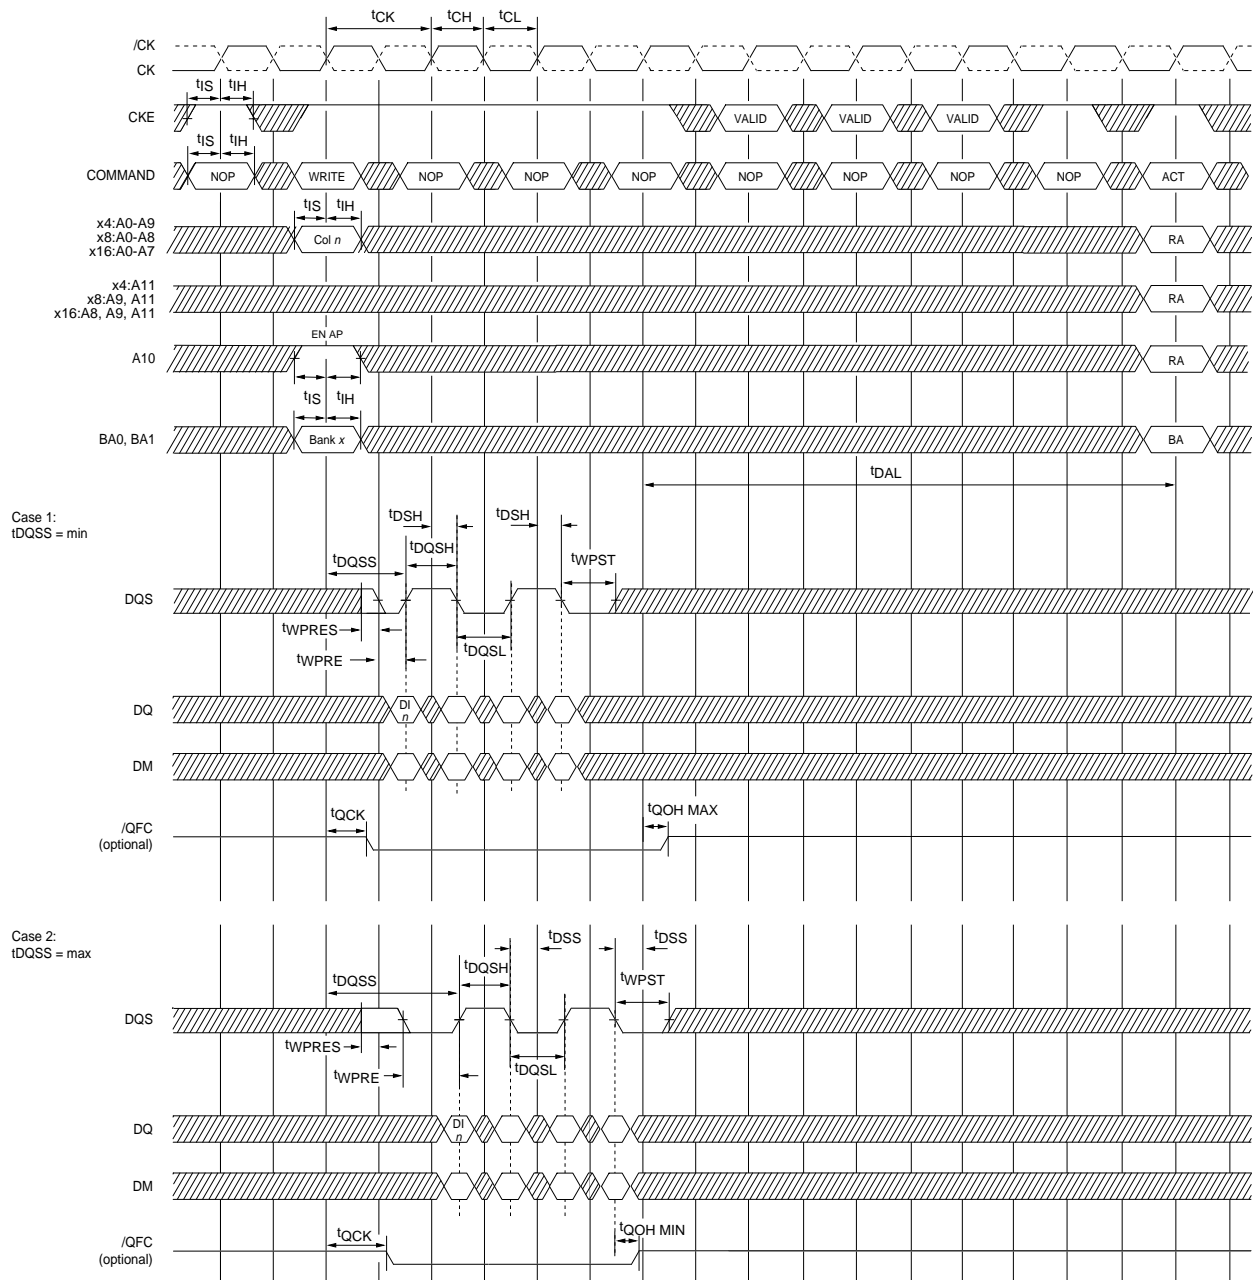 tCK tCH tCL
/CK
CK
tIS tIH
CKE VALID VALID VALID
tIS tIH
COMMAND NOP WRITE NOP NOP NOP NOP NOP NOP NOP ACT
tIS tIH
x4:A0-A9
x8:A0-A8
x16:A0-A7
Col n RA
x4:A11
x8:A9, A11
x16:A8, A9, A11
RA
EN AP
A10 RA
tIS tIH
BA0, BA1 Bank x BA
tDAL
Case 1:
tDQSS = min
tDSH tDSH
tDQSS tDQSH tWPST
DQS
tWPRES
tDQSL
tWPRE
DQ DI
n
DM
tQCK tQOH MAX
/QFC
(optional)
Case 2:
tDQSS = max
tDSS tDSS
tDQSS tDQSH tWPST
DQS
tWPRES
tDQSL
tWPRE
DQ DI
n
DM
tQCK tQOH MIN
/QFC
(optional)